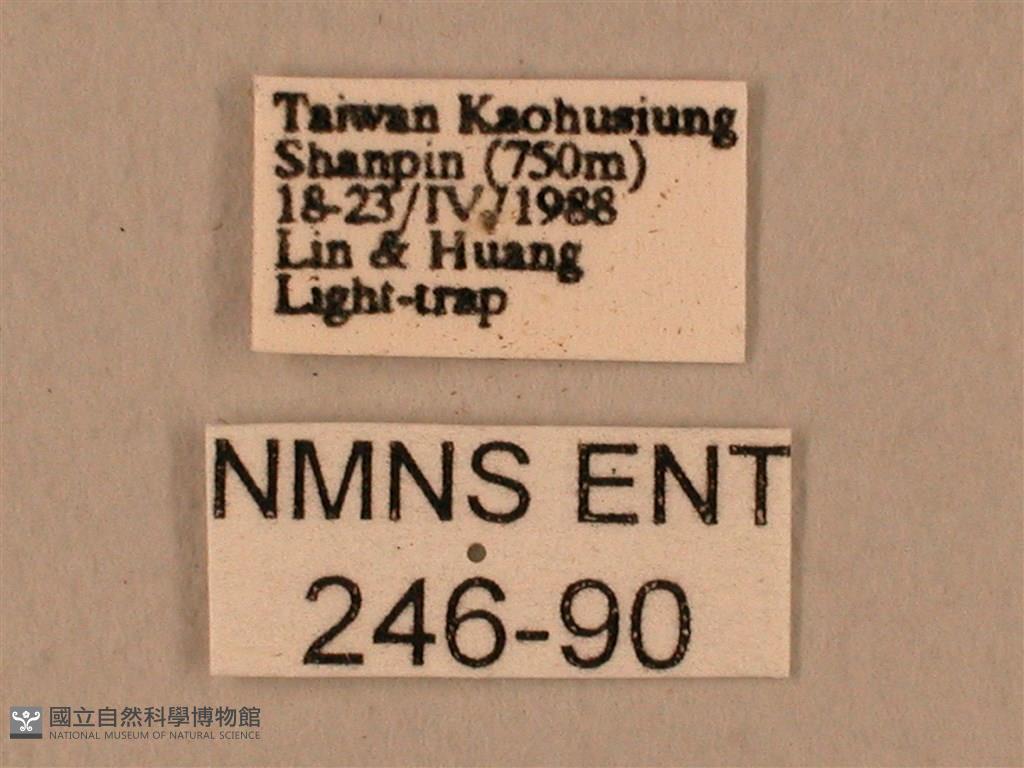 Taiwan Kaohusiung
Shanpin (750m)
18-23/IV./1988
Lin & Huang
Light-trap
NMNS ENT
246-90
國立自然科學博物館
NATIONAL MUSEUM OF NATURAL SCIENCE